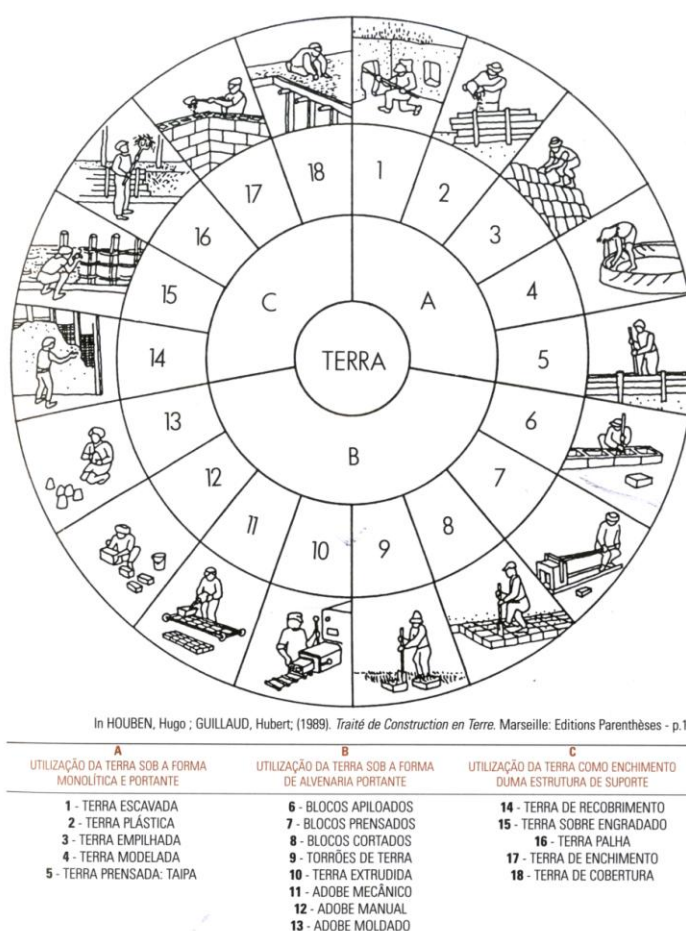 1
2
3
4
5
6
7
8
9
10
11
12
13
14
15
16
17
18
A
B
C
TERRA
In HOUBEN, Hugo ; GUILLAUD, Hubert; (1989). Traité de Construction en Terre. Marseille: Editions Parenthèses - p.1
A
UTILIZAÇÃO DA TERRA SOB A FORMA
MONOLÍTICA E PORTANTE
1 - TERRA ESCAVADA
2 - TERRA PLÁSTICA
3 - TERRA EMPILHADA
4 - TERRA MODELADA
5 - TERRA PRENSADA: TAIPA
B
UTILIZAÇÃO DA TERRA SOB A FORMA
DE ALVENARIA PORTANTE
6 - BLOCOS APILOADOS
7 - BLOCOS PRENSADOS
8 - BLOCOS CORTADOS
9 - TORRÕES DE TERRA
10 - TERRA EXTRUDIDA
11 - ADOBE MECÂNICO
12 - ADOBE MANUAL
13 - ADOBE MOLDADO
C
UTILIZAÇÃO DA TERRA COMO ENCHIMENTO
DUMA ESTRUTURA DE SUPORTE
14 - TERRA DE RECOBRIMENTO
15 - TERRA SOBRE ENGRADADO
16 - TERRA PALHA
17 - TERRA DE ENCHIMENTO
18 - TERRA DE COBERTURA